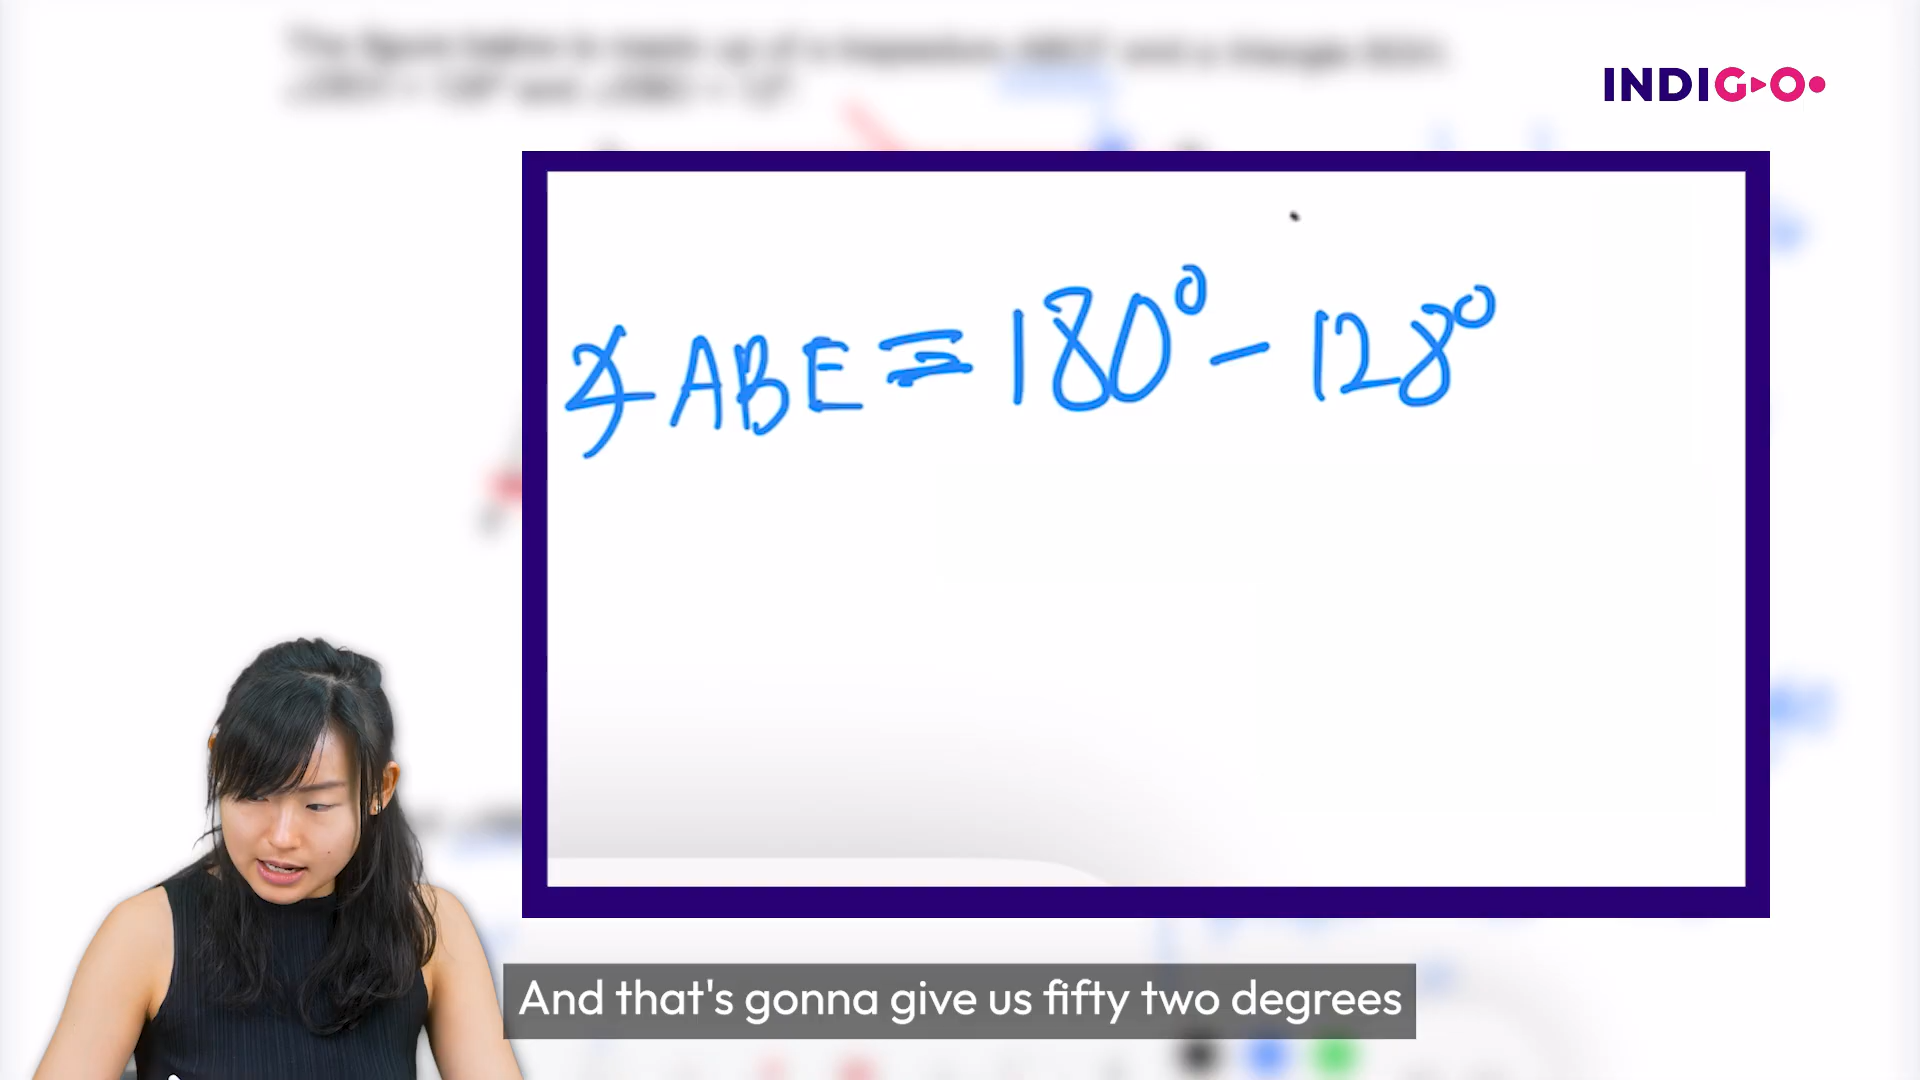 INDIGO
∡ABE = 180° - 128°
And that's gonna give us fifty two degrees